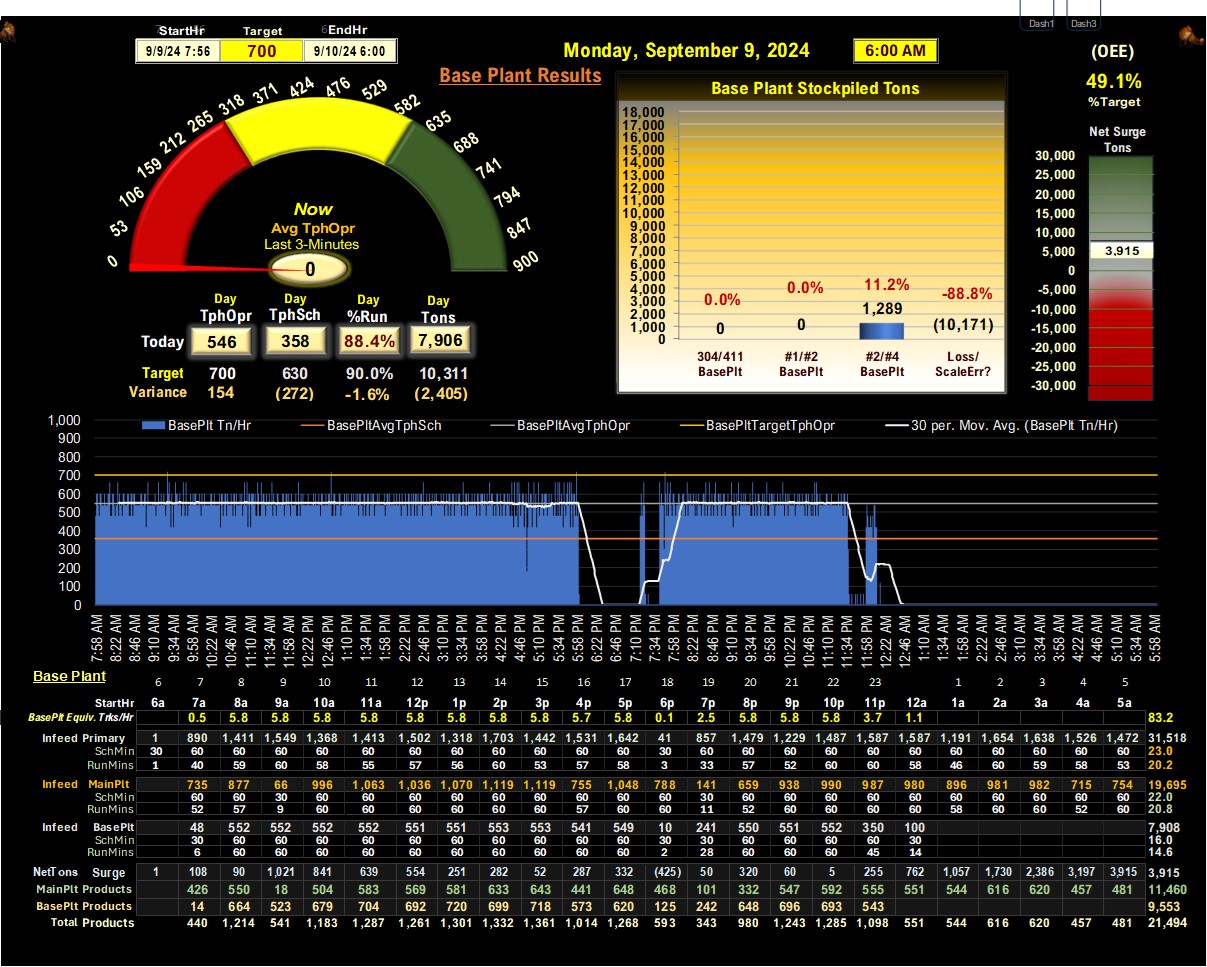 Dash1 Dash3
StartHr Target EndHr
9/9/24 7:56 700 9/10/24 6:00
Monday, September 9, 2024 6:00 AM
(OEE)
49.1%
%Target
Base Plant Results
0 53 106 159 212 265 318 371 424 476 529 582 635 688 741 794 847 900
Now
Avg TphOpr
Last 3-Minutes
0
Day TphOpr Day TphSch Day %Run Day Tons
Today 546 358 88.4% 7,906
Target 700 630 90.0% 10,311
Variance 154 (272) -1.6% (2,405)
Base Plant Stockpiled Tons
18,000
17,000
16,000
15,000
14,000
13,000
12,000
11,000
10,000
9,000
8,000
7,000
6,000
5,000
4,000
3,000
2,000
1,000
0
0.0% 0.0% 11.2% -88.8%
0 0 1,289 (10,171)
304/411 BasePlt #1/#2 BasePlt #2/#4 BasePlt Loss/ ScaleErr?
Net Surge
Tons
30,000
25,000
20,000
15,000
10,000
5,000
0
-10,000
-15,000
-20,000
-25,000
-30,000
3,915
BasePlt Tn/Hr BasePltAvgTphSch BasePltAvgTphOpr BasePltTargetTphOpr 30 per. Mov. Avg. (BasePlt Tn/Hr)
1,000
900
800
700
600
500
400
300
200
100
0
7:58 AM 8:22 AM 8:46 AM 9:10 AM 9:34 AM 9:58 AM 10:22 AM 10:46 AM 11:10 AM 11:34 AM 11:58 AM 12:22 PM 12:46 PM 1:10 PM 1:34 PM 1:58 PM 2:22 PM 2:46 PM 3:10 PM 3:34 PM 3:58 PM 4:22 PM 4:46 PM 5:10 PM 5:34 PM 5:58 PM 6:22 PM 6:46 PM 7:10 PM 7:34 PM 7:58 PM 8:22 PM 8:46 PM 9:10 PM 9:34 PM 9:58 PM 10:22 PM 10:46 PM 11:10 PM 11:34 PM 11:58 PM 12:22 AM 12:46 AM 1:10 AM 1:34 AM 1:58 AM 2:22 AM 2:46 AM 3:10 AM 3:34 AM 3:58 AM 4:22 AM 4:46 AM 5:10 AM 5:34 AM 5:58 AM
Base Plant 6 7 8 9 10 11 12 13 14 15 16 17 18 19 20 21 22 23 1 2 3 4 5
StartHr 6a 7a 8a 9a 10a 11a 12p 1p 2p 3p 4p 5p 6p 7p 8p 9p 10p 11p 12a 1a 2a 3a 4a 5a
BasePlt Equiv. Trks/Hr 0.5 5.8 5.8 5.8 5.8 5.8 5.8 5.8 5.8 5.7 5.8 0.1 2.5 5.8 5.8 5.8 3.7 1.1 83.2
Infeed Primary 1 890 1,411 1,549 1,368 1,413 1,502 1,318 1,703 1,442 1,531 1,642 41 857 1,479 1,229 1,487 1,587 1,587 1,191 1,654 1,638 1,526 1,472 31,518
SchMin 30 60 60 60 60 60 60 60 60 60 60 60 30 60 60 60 60 60 60 60 60 60 60 60 23.0
RunMins 1 40 59 60 58 55 57 56 60 53 57 58 3 33 57 52 60 60 58 46 60 59 58 53 20.2
Infeed MainPlt 735 877 66 996 1,063 1,036 1,070 1,119 1,119 755 1,048 788 141 659 938 990 987 980 896 981 982 715 754 19,695
SchMin 60 60 30 60 60 60 60 60 60 60 60 60 30 60 60 60 60 60 60 60 60 60 60 22.0
RunMins 52 57 9 60 60 60 60 60 60 57 60 60 11 52 60 60 60 60 58 60 60 52 60 20.8
Infeed BasePlt 48 552 552 552 552 551 551 553 553 541 549 10 241 550 551 552 350 100 7,908
SchMin 30 60 60 60 60 60 60 60 60 60 60 30 30 60 60 60 60 30 16.0
RunMins 6 60 60 60 60 60 60 60 60 60 60 2 28 60 60 60 45 14 14.6
NetTons Surge 1 108 90 1,021 841 639 554 251 282 52 287 332 (425) 50 320 60 5 255 762 1,057 1,730 2,386 3,197 3,915 3,915
MainPlt Products 426 550 18 504 583 569 581 633 643 441 648 468 101 332 547 592 555 551 544 616 620 457 481 11,460
BasePlt Products 14 664 523 679 704 692 720 699 718 573 620 125 242 648 696 693 543 9,553
Total Products 440 1,214 541 1,183 1,287 1,261 1,301 1,332 1,361 1,014 1,268 593 343 980 1,243 1,285 1,098 551 544 616 620 457 481 21,494